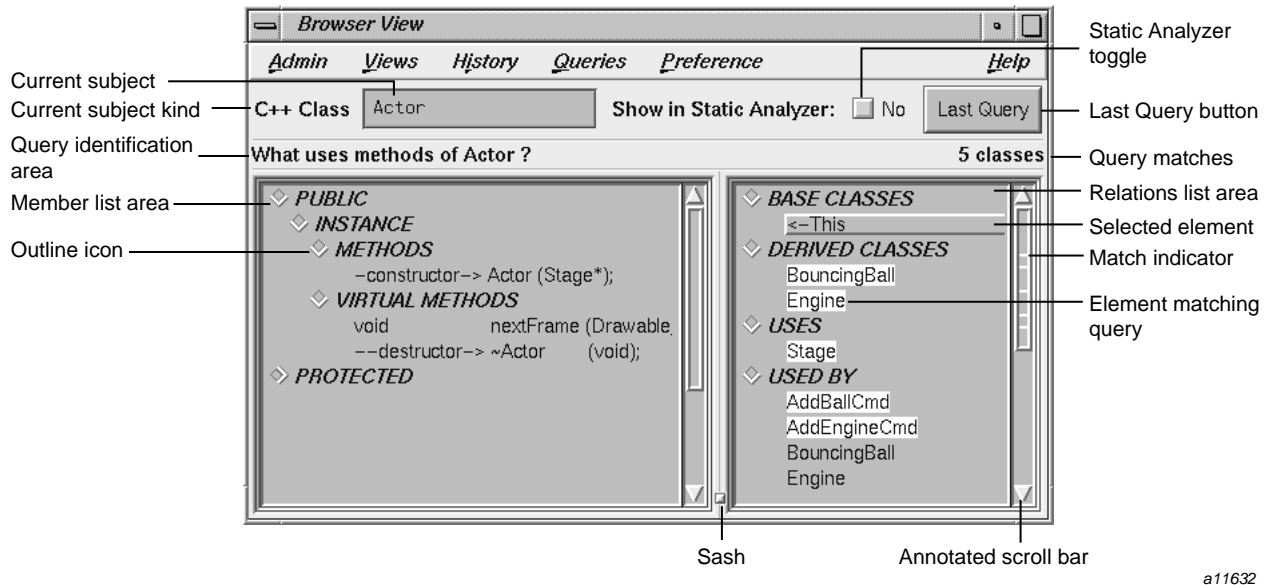 Browser View
Static Analyzer
toggle
Admin Views History Queries Preference Help
Current subject
Current subject kind
C++ Class Actor Show in Static Analyzer: No Last Query
Last Query button
Query identification
area
What uses methods of Actor ? 5 classes
Query matches
Member list area
PUBLIC
INSTANCE
Outline icon
METHODS
-constructor-> Actor (Stage*);
VIRTUAL METHODS
void nextFrame (Drawable,
--destructor-> ~Actor (void);
PROTECTED
BASE CLASSES
Relations list area
<-This
Selected element
DERIVED CLASSES
Match indicator
BouncingBall
Engine
Element matching
query
USES
Stage
USED BY
AddBallCmd
AddEngineCmd
BouncingBall
Engine
Sash
Annotated scroll bar
a11632